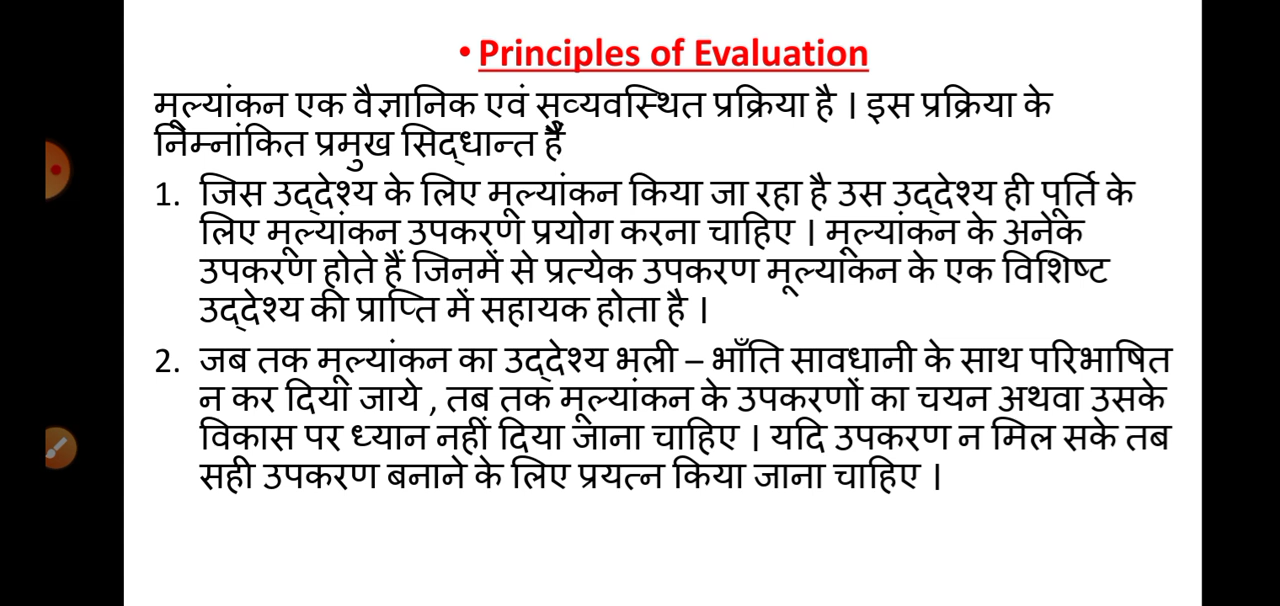 • Principles of Evaluation
मूल्यांकन एक वैज्ञानिक एवं सुव्यवस्थित प्रक्रिया है । इस प्रक्रिया के
निम्नांकित प्रमुख सिद्धान्त हैं
1. जिस उद्देश्य के लिए मूल्यांकन किया जा रहा है उस उद्देश्य ही पूर्ति के
लिए मूल्यांकन उपकरण प्रयोग करना चाहिए । मूल्यांकन के अनेक
उपकरण होते हैं जिनमें से प्रत्येक उपकरण मूल्यांकन के एक विशिष्ट
उद्देश्य की प्राप्ति में सहायक होता है ।
2. जब तक मूल्यांकन का उद्देश्य भली – भाँति सावधानी के साथ परिभाषित
न कर दिया जाये , तब तक मूल्यांकन के उपकरणों का चयन अथवा उसके
विकास पर ध्यान नहीं दिया जाना चाहिए । यदि उपकरण न मिल सके तब
सही उपकरण बनाने के लिए प्रयत्न किया जाना चाहिए ।